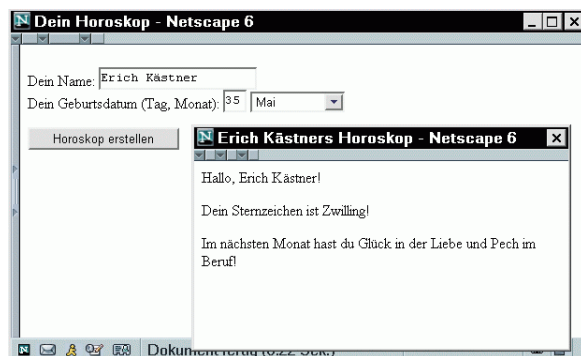 Dein Horoskop - Netscape 6
Dein Name: Erich Kästner
Dein Geburtsdatum (Tag, Monat): 35 Mai
Horoskop erstellen
Erich Kästners Horoskop - Netscape 6
Hallo, Erich Kästner!
Dein Sternzeichen ist Zwilling!
Im nächsten Monat hast du Glück in der Liebe und Pech im
Beruf!
Dokument